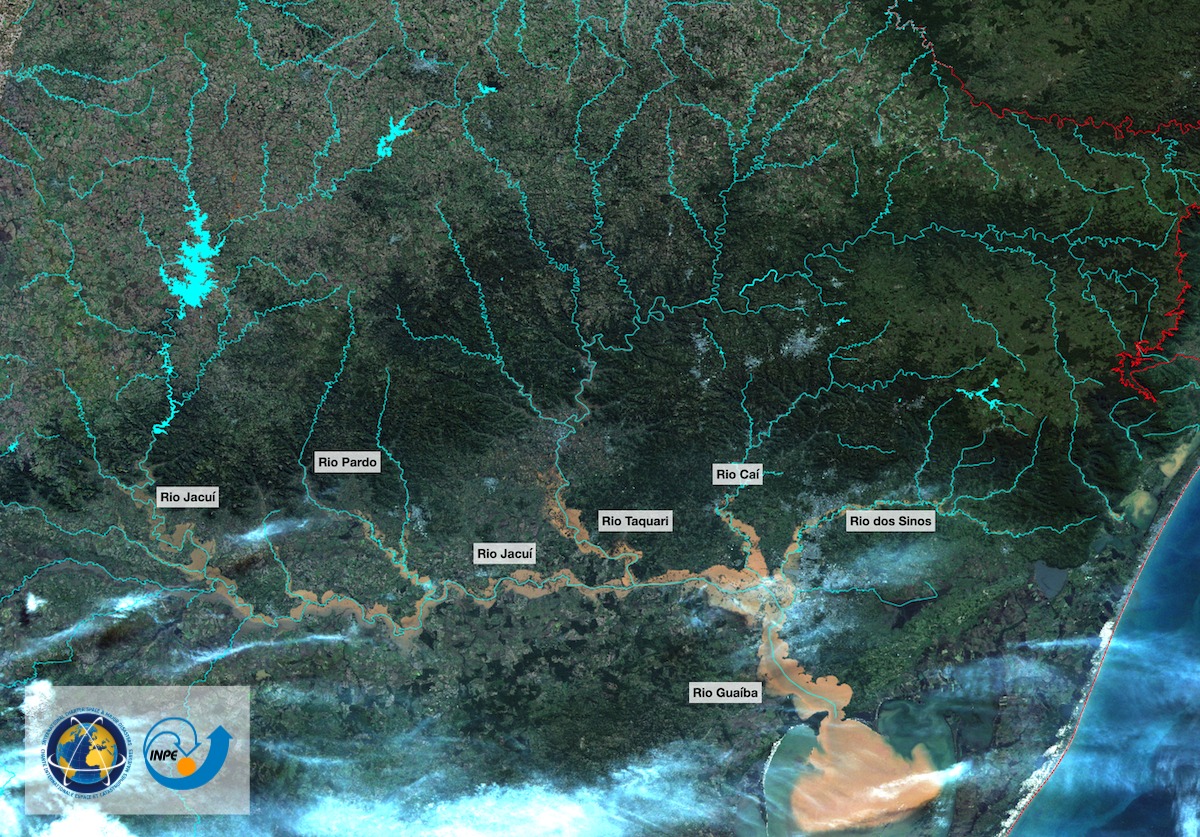 Rio Pardo
Rio Caí
Rio Jacuí
Rio Taquari
Rio dos Sinos
Rio Jacuí
Rio Guaíba
INPE